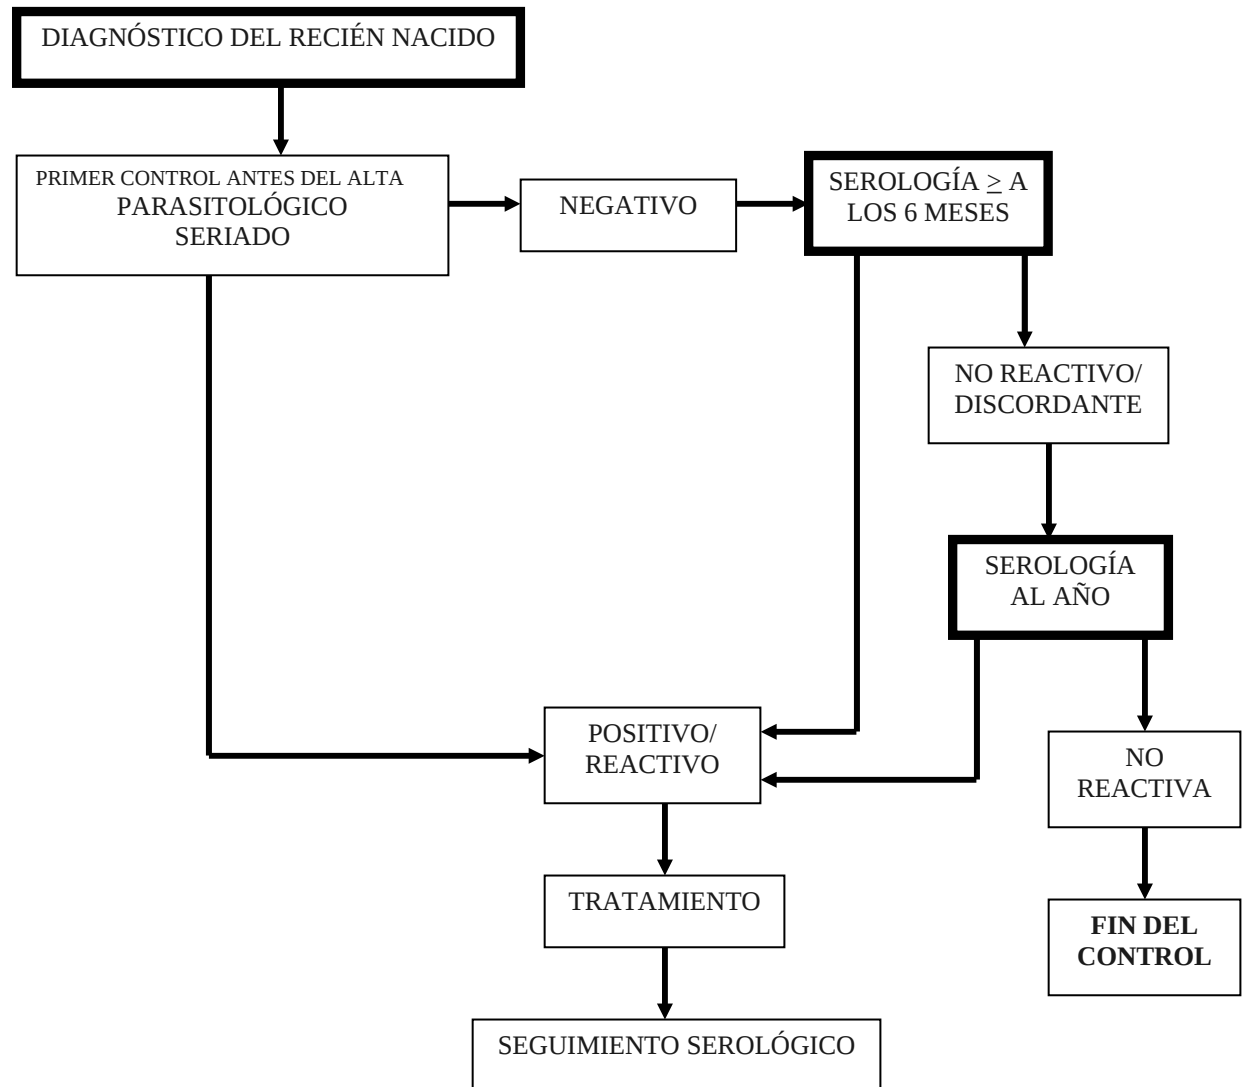 DIAGNÓSTICO DEL RECIÉN NACIDO
PRIMER CONTROL ANTES DEL ALTA
PARASITOLÓGICO
SERIADO
NEGATIVO
SEROLOGÍA ≥ A
LOS 6 MESES
NO REACTIVO/
DISCORDANTE
SEROLOGÍA
AL AÑO
POSITIVO/
REACTIVO
NO
REACTIVA
TRATAMIENTO
FIN DEL
CONTROL
SEGUIMIENTO SEROLÓGICO